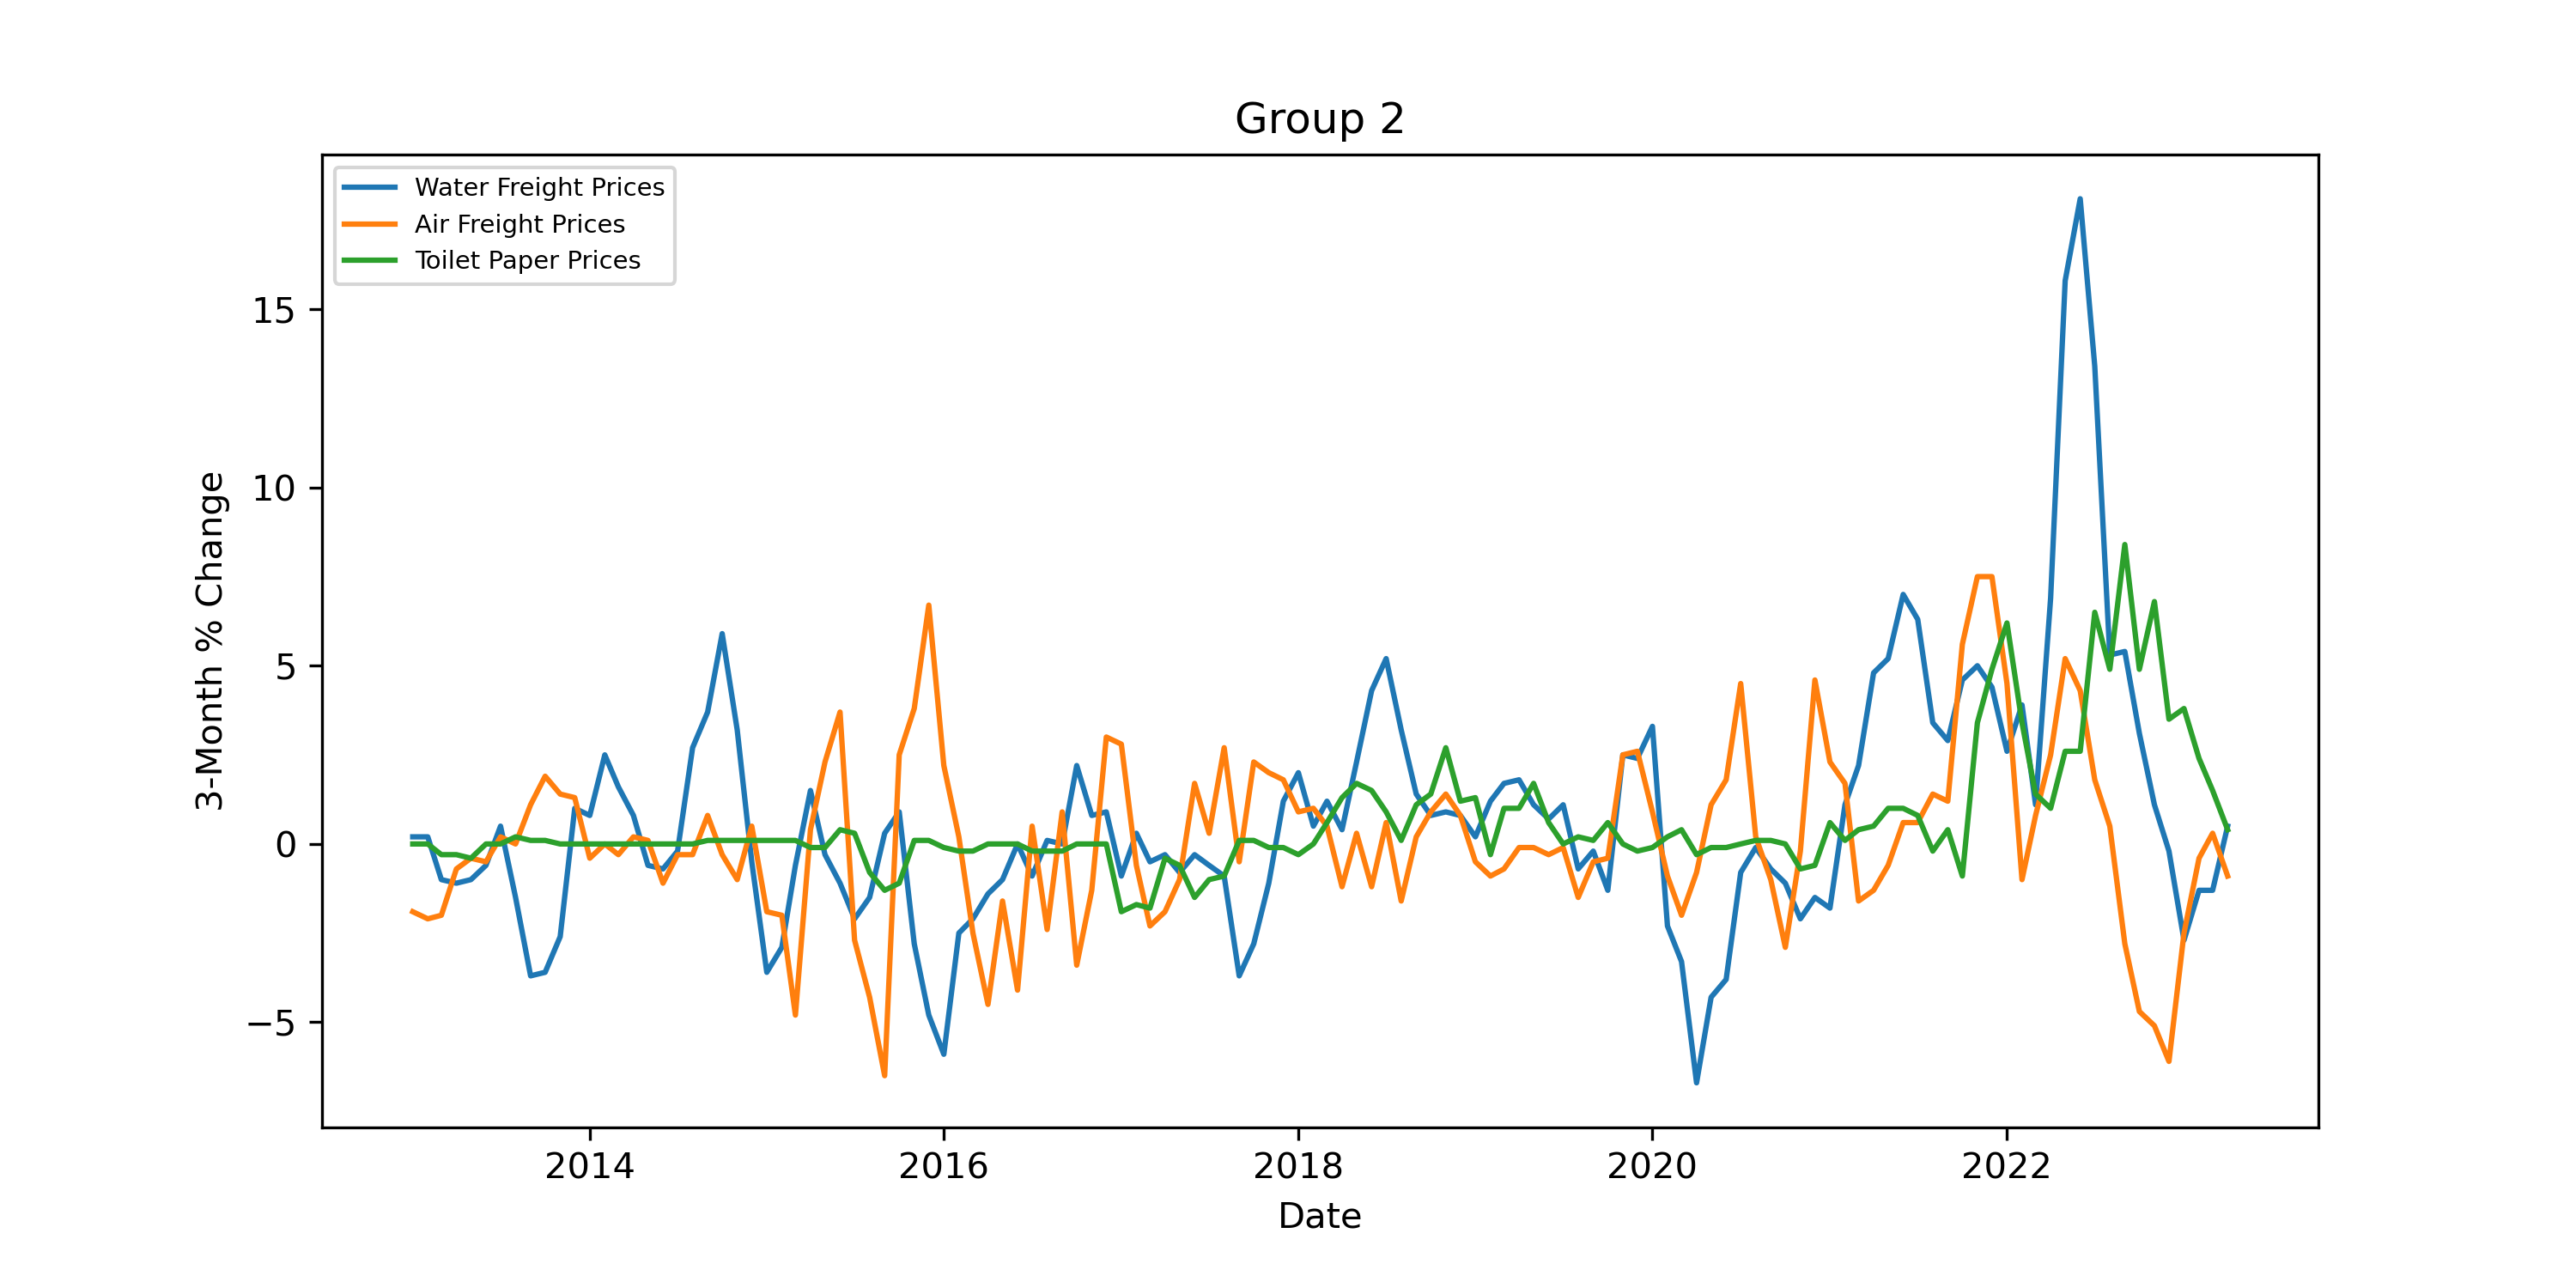 Group 2
Water Freight Prices
Air Freight Prices
Toilet Paper Prices
3-Month % Change
15
10
5
0
−5
2014 2016 2018 2020 2022
Date